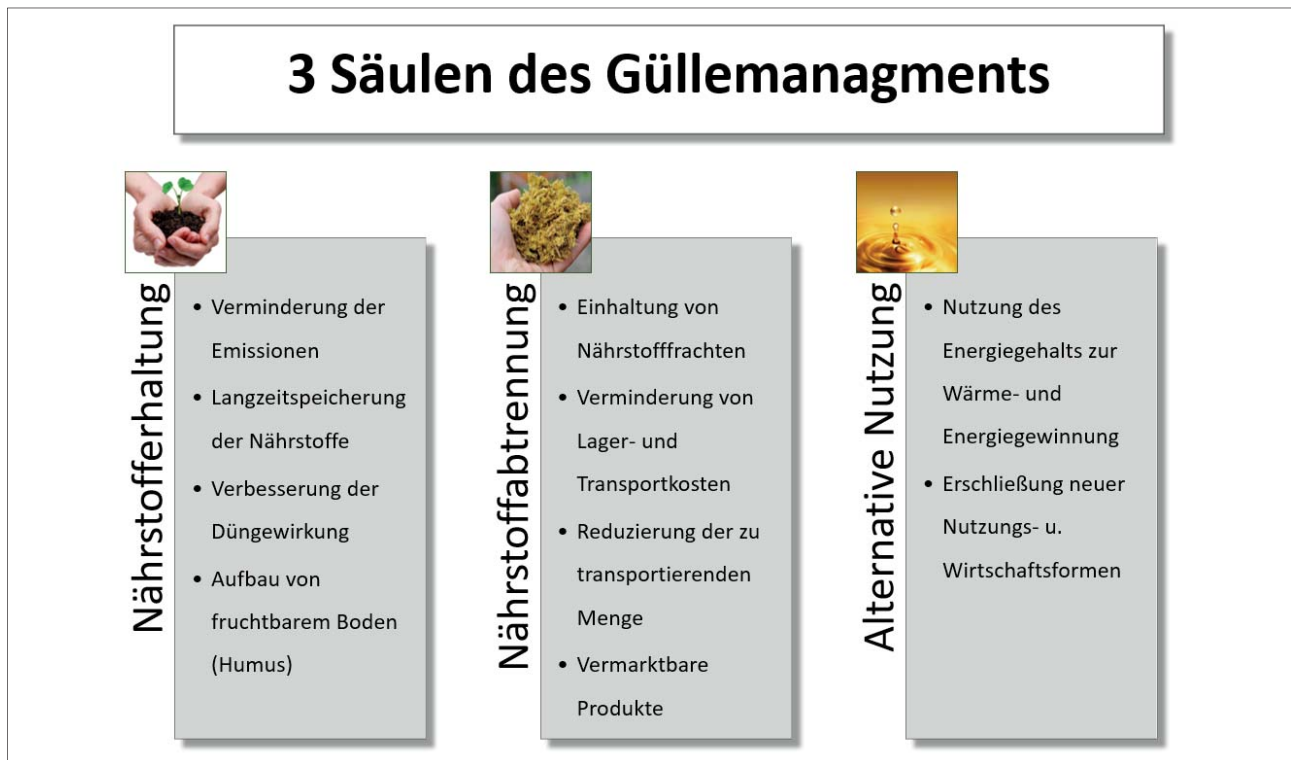 3 Säulen des Güllemanagments
Nährstofferhaltung
• Verminderung der
Emissionen
• Langzeitspeicherung
der Nährstoffe
• Verbesserung der
Düngewirkung
• Aufbau von
fruchtbarem Boden
(Humus)
Nährstoffabtrennung
• Einhaltung von
Nährstofffrachten
• Verminderung von
Lager- und
Transportkosten
• Reduzierung der zu
transportierenden
Menge
• Vermarktbare
Produkte
Alternative Nutzung
• Nutzung des
Energiegehalts zur
Wärme- und
Energiegewinnung
• Erschließung neuer
Nutzungs- u.
Wirtschaftsformen